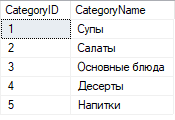 CategoryID CategoryName
1 Супы
2 Салаты
3 Основные блюда
4 Десерты
5 Напитки